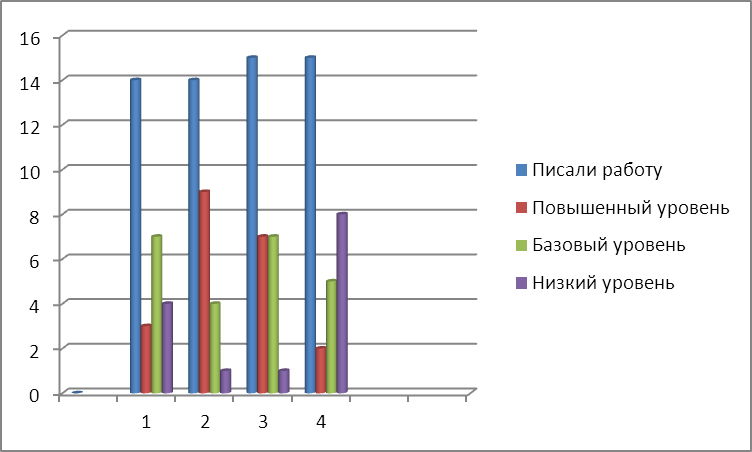 16
14
12
10
8
6
4
2
0
1 2 3 4
Писали работу
Повышенный уровень
Базовый уровень
Низкий уровень